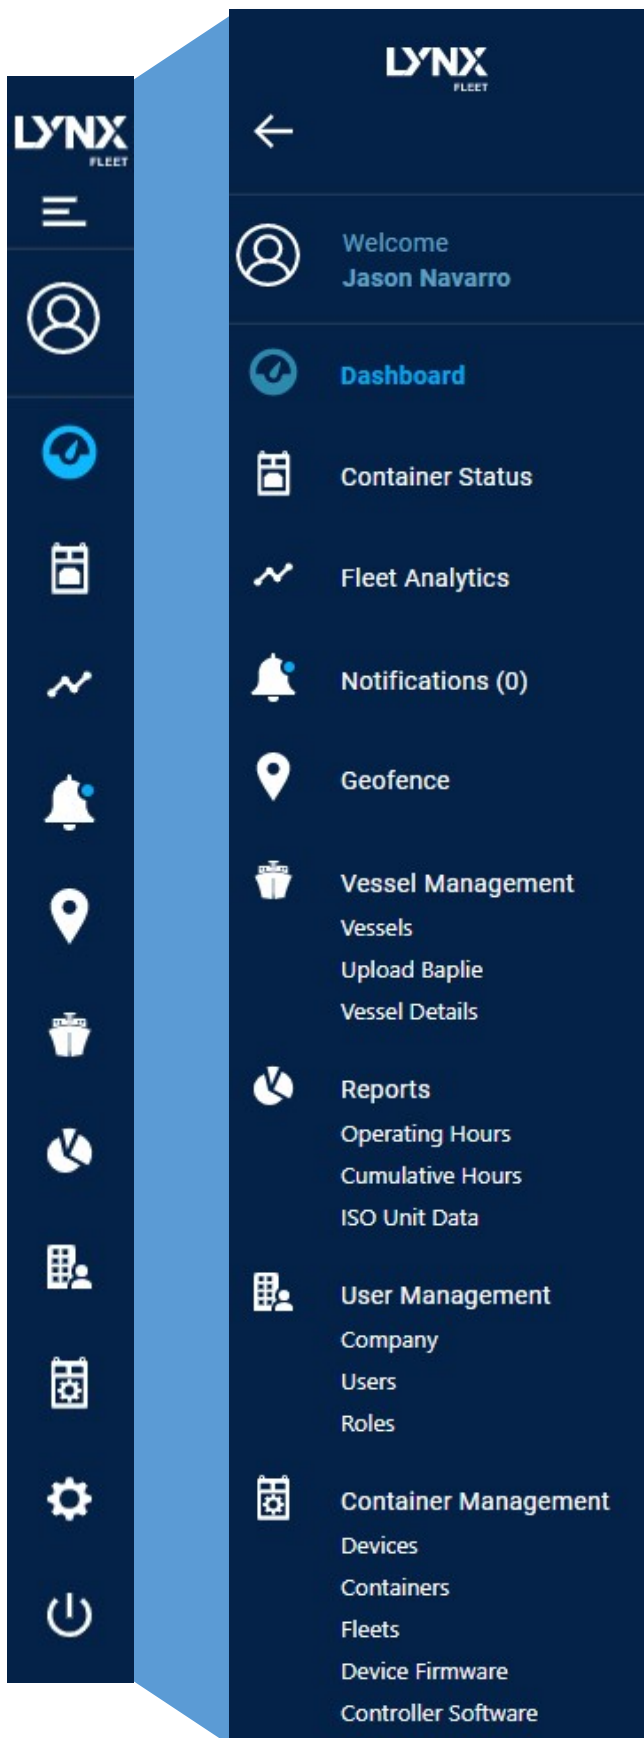 LYNX
FLEET
LYNX
FLEET
Welcome
Jason Navarro
Dashboard
Container Status
Fleet Analytics
Notifications (0)
Geofence
Vessel Management
Vessels
Upload Baplie
Vessel Details
Reports
Operating Hours
Cumulative Hours
ISO Unit Data
User Management
Company
Users
Roles
Container Management
Devices
Containers
Fleets
Device Firmware
Controller Software